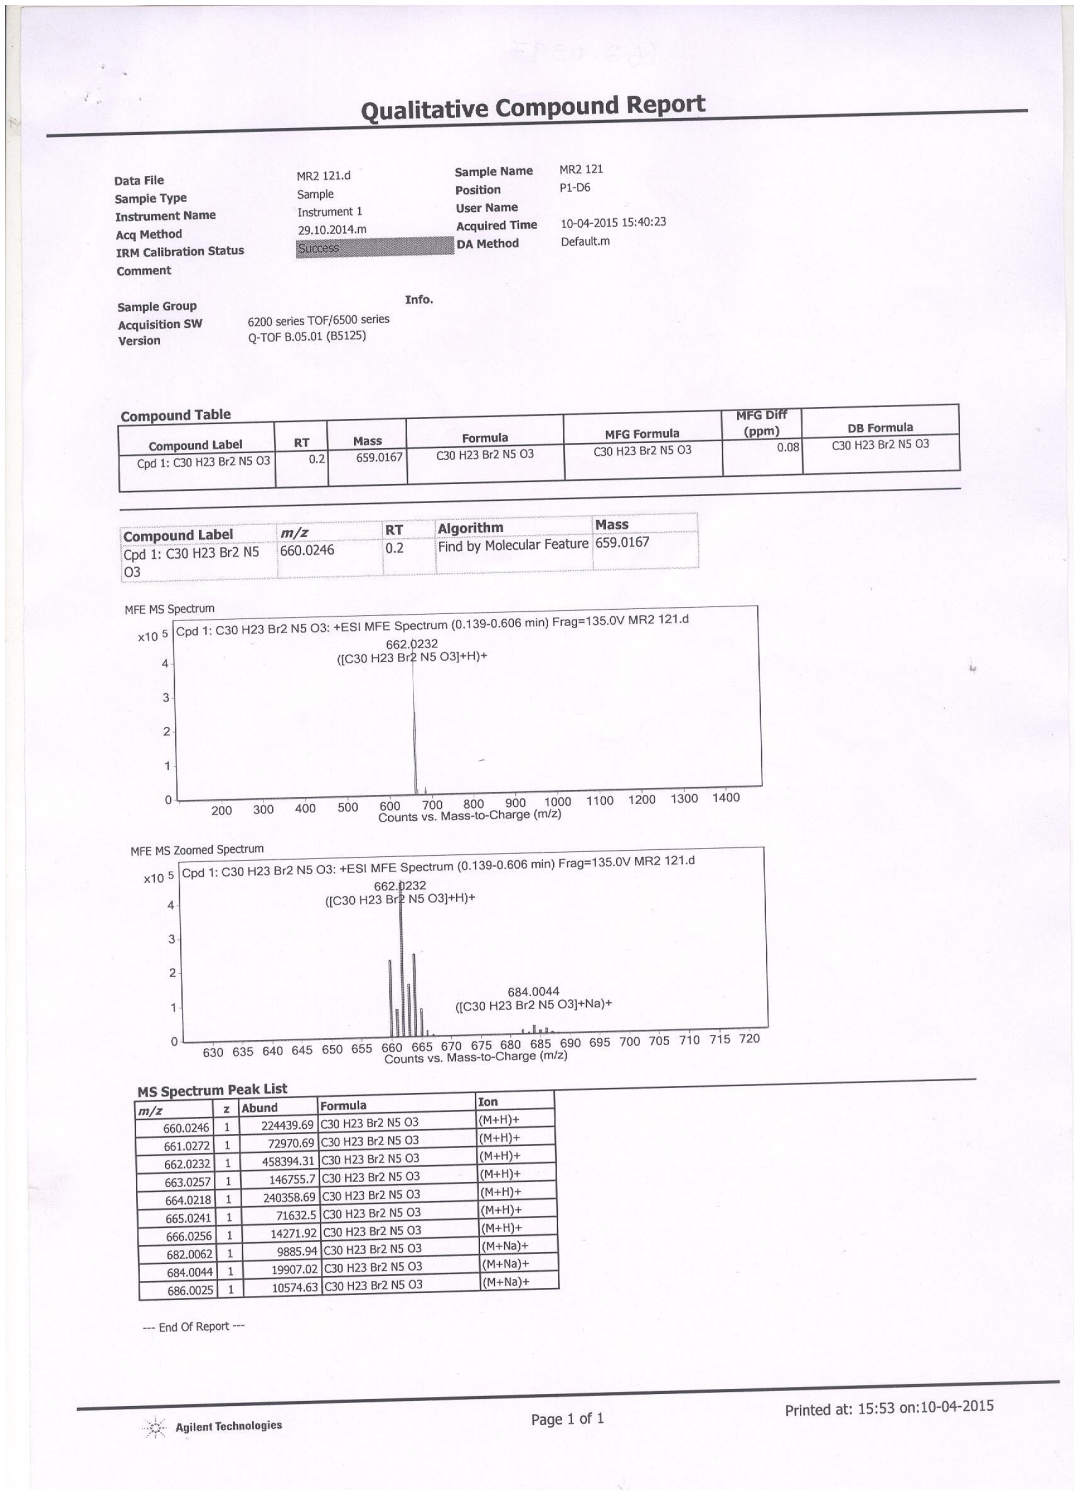 Qualitative Compound Report
Data File MR2 121.d Sample Name MR2 121
Sample Type Sample Position P1-D6
Instrument Name Instrument 1 User Name
Acq Method 29.10.2014.m Acquired Time 10-04-2015 15:40:23
IRM Calibration Status Success DA Method Default.m
Comment
Sample Group Info.
Acquisition SW 6200 series TOF/6500 series
Version Q-TOF B.05.01 (B5125)
Compound Table
Compound Label RT Mass Formula MFG Formula MFG Diff (ppm) DB Formula
Cpd 1: C30 H23 Br2 N5 O3 0.2 659.0167 C30 H23 Br2 N5 O3 C30 H23 Br2 N5 O3 0.08 C30 H23 Br2 N5 O3
Compound Label m/z RT Algorithm Mass
Cpd 1: C30 H23 Br2 N5 660.0246 0.2 Find by Molecular Feature 659.0167
O3
MFE MS Spectrum
x10 5 Cpd 1: C30 H23 Br2 N5 O3: +ESI MFE Spectrum (0.139-0.606 min) Frag=135.0V MR2 121.d
662.0232
([C30 H23 Br2 N5 O3]+H)+
4
3
2
1
0
200 300 400 500 600 700 800 900 1000 1100 1200 1300 1400
Counts vs. Mass-to-Charge (m/z)
MFE MS Zoomed Spectrum
x10 5 Cpd 1: C30 H23 Br2 N5 O3: +ESI MFE Spectrum (0.139-0.606 min) Frag=135.0V MR2 121.d
662.0232
([C30 H23 Br2 N5 O3]+H)+
4
3
2
684.0044
1 ([C30 H23 Br2 N5 O3]+Na)+
0
630 635 640 645 650 655 660 665 670 675 680 685 690 695 700 705 710 715 720
Counts vs. Mass-to-Charge (m/z)
MS Spectrum Peak List
m/z z Abund Formula Ion
660.0246 1 224439.69 C30 H23 Br2 N5 O3 (M+H)+
661.0272 1 72970.69 C30 H23 Br2 N5 O3 (M+H)+
662.0232 1 458394.31 C30 H23 Br2 N5 O3 (M+H)+
663.0257 1 146755.7 C30 H23 Br2 N5 O3 (M+H)+
664.0218 1 240358.69 C30 H23 Br2 N5 O3 (M+H)+
665.0241 1 71632.5 C30 H23 Br2 N5 O3 (M+H)+
666.0256 1 14271.92 C30 H23 Br2 N5 O3 (M+H)+
682.0062 1 9885.94 C30 H23 Br2 N5 O3 (M+Na)+
684.0044 1 19907.02 C30 H23 Br2 N5 O3 (M+Na)+
686.0025 1 10574.63 C30 H23 Br2 N5 O3 (M+Na)+
--- End Of Report ---
Agilent Technologies Page 1 of 1 Printed at: 15:53 on:10-04-2015